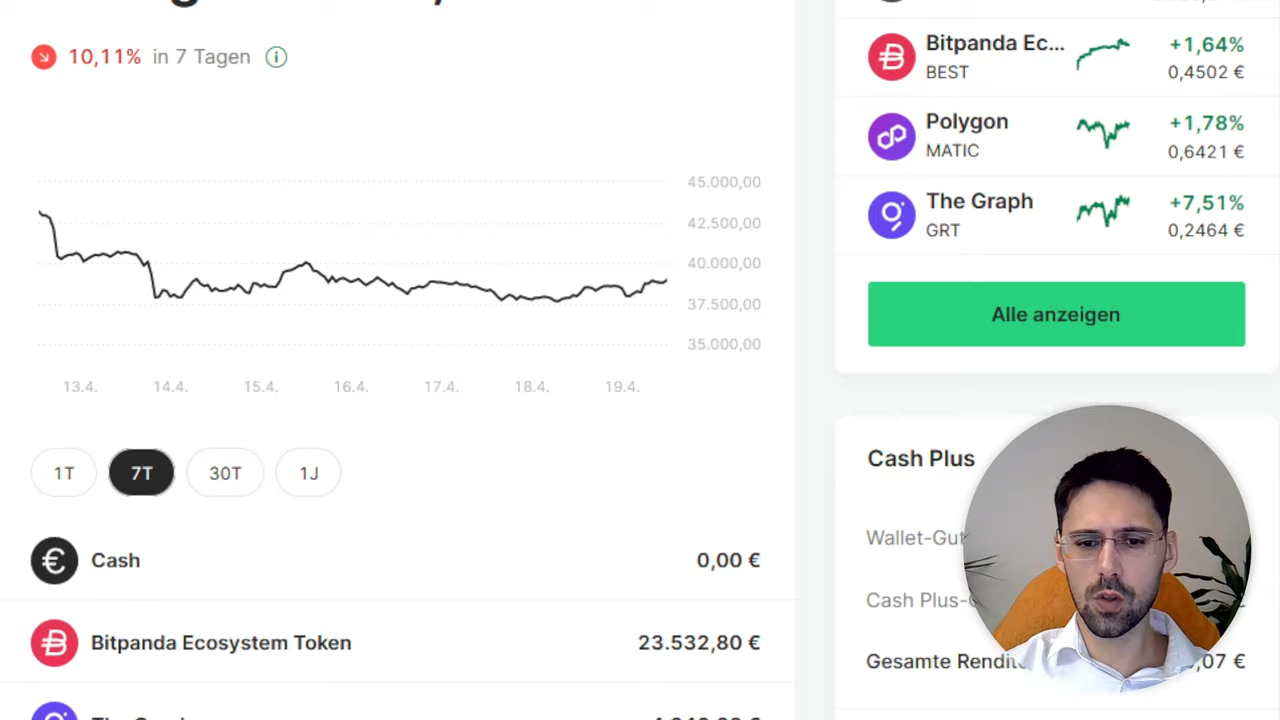 10,11% in 7 Tagen
45.000,00
42.500,00
40.000,00
37.500,00
35.000,00
13.4. 14.4. 15.4. 16.4. 17.4. 18.4. 19.4.
1T 7T 30T 1J
Cash 0,00 €
Bitpanda Ecosystem Token 23.532,80 €
Bitpanda Ec... +1,64%
BEST 0,4502 €
Polygon +1,78%
MATIC 0,6421 €
The Graph +7,51%
GRT 0,2464 €
Alle anzeigen
Cash Plus
Wallet-Gut
Cash Plus-
Gesamte Rendit ,07 €